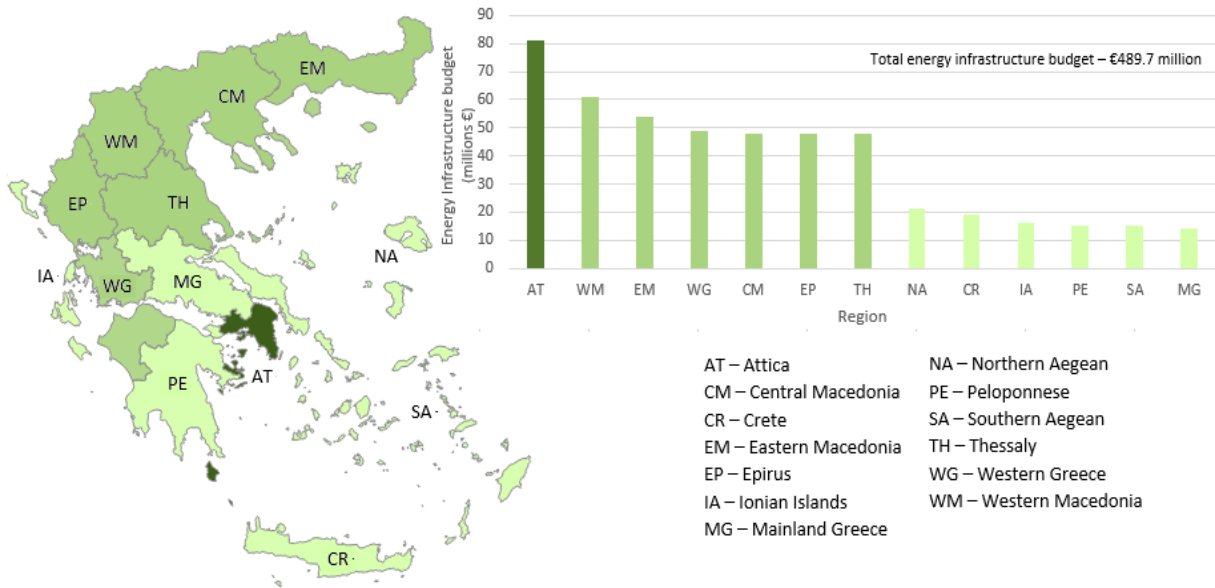 EM
CM
WM
EP
TH
NA
IA
MG
WG
AT
PE
SA
CR
Energy Infrastructure budget
(millions €)
90
80
70
60
50
40
30
20
10
0
Total energy infrastructure budget – €489.7 million
AT WM EM WG CM EP TH NA CR IA PE SA MG
Region
AT – Attica
CM – Central Macedonia
CR – Crete
EM – Eastern Macedonia
EP – Epirus
IA – Ionian Islands
MG – Mainland Greece
NA – Northern Aegean
PE – Peloponnese
SA – Southern Aegean
TH – Thessaly
WG – Western Greece
WM – Western Macedonia